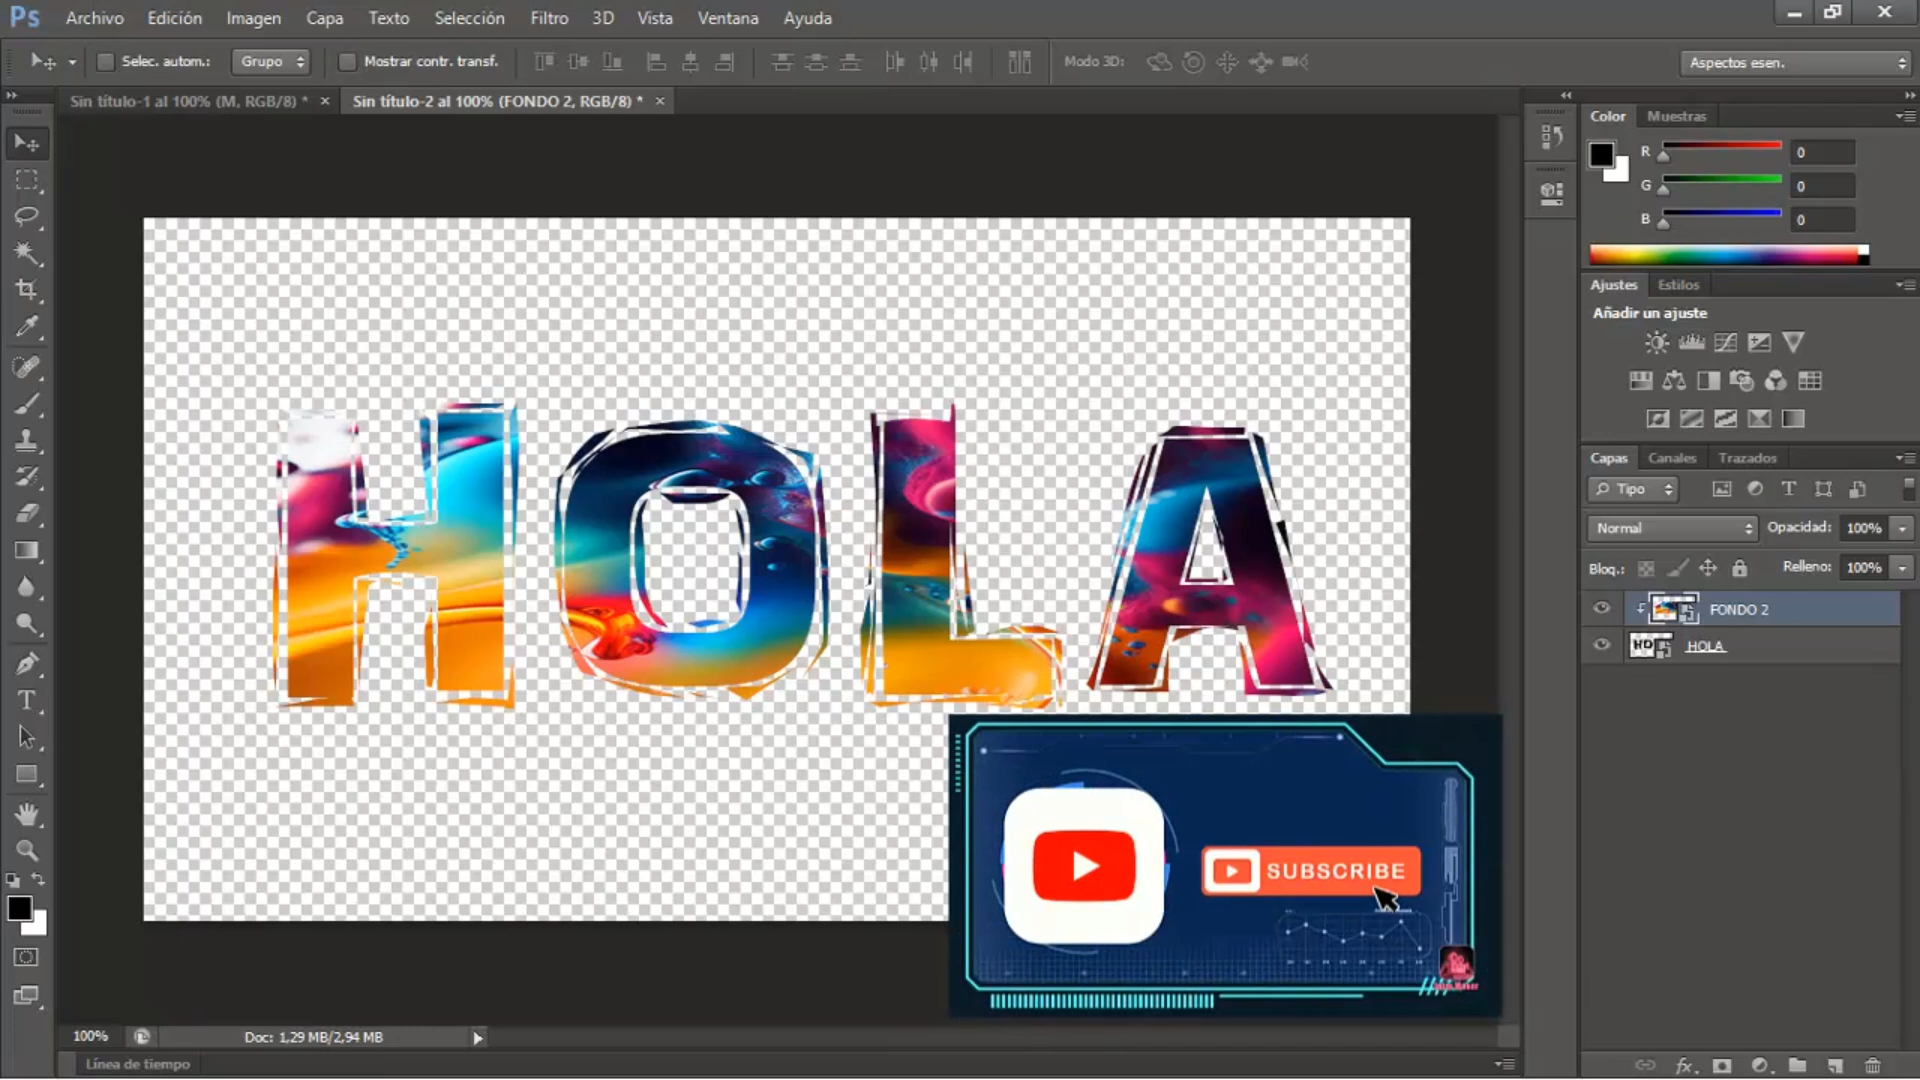 Ps Archivo Edición Imagen Capa Texto Selección Filtro 3D Vista Ventana Ayuda
Selec. autom.: Grupo Mostrar contr. transf. Modo 3D: Aspectos esen.
Sin título-1 al 100% (M, RGB/8) * × Sin título-2 al 100% (FONDO 2, RGB/8) * ×
Color Muestras
R 0
G 0
B 0
Ajustes Estilos
Añadir un ajuste
HOLA
Capas Canales Trazados
Tipo
Normal Opacidad: 100%
Bloq.: Relleno: 100%
FONDO 2
HOLA
SUBSCRIBE
100% Doc: 1,29 MB/2,94 MB
Línea de tiempo